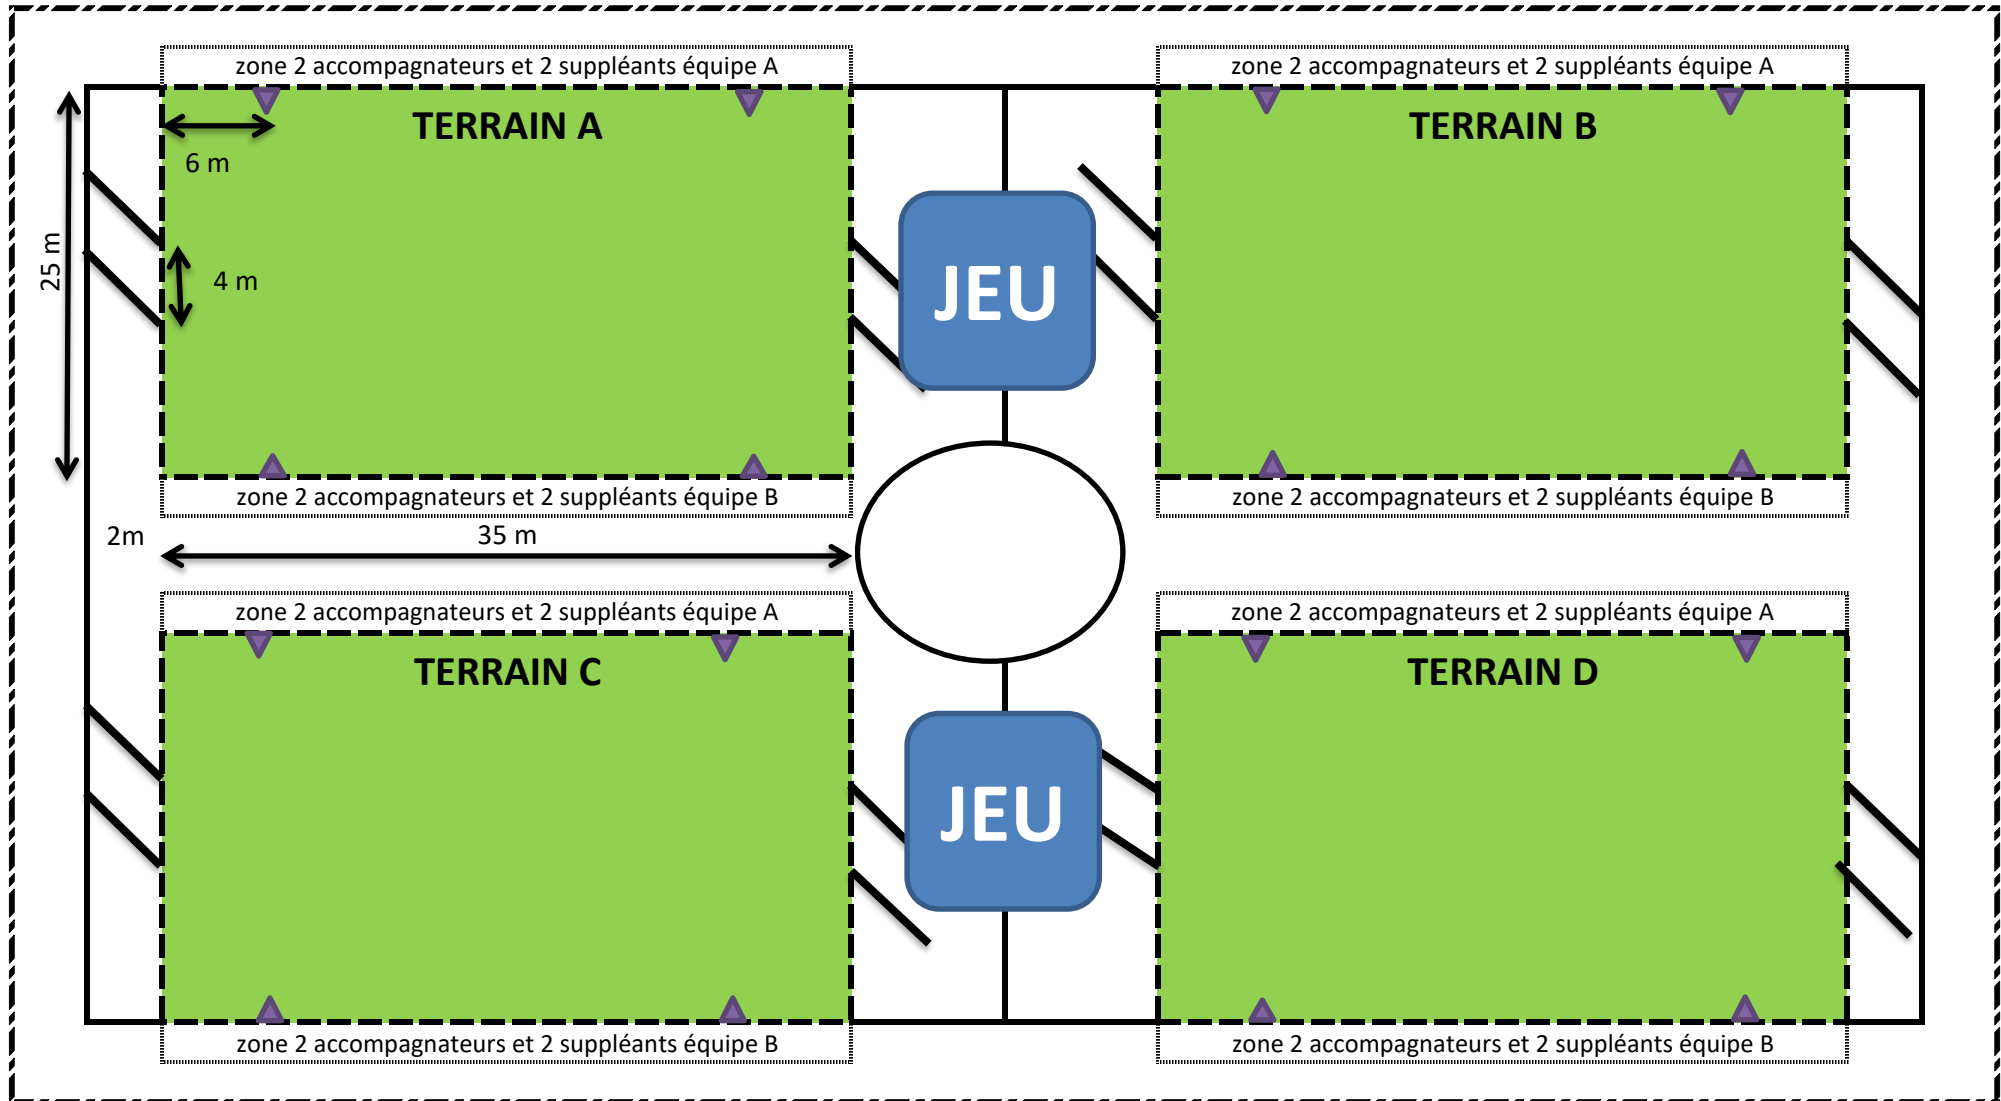 zone 2 accompagnateurs et 2 suppléants équipe A
zone 2 accompagnateurs et 2 suppléants équipe A
TERRAIN A
TERRAIN B
6 m
25 m
4 m
JEU
zone 2 accompagnateurs et 2 suppléants équipe B
zone 2 accompagnateurs et 2 suppléants équipe B
2m
35 m
zone 2 accompagnateurs et 2 suppléants équipe A
zone 2 accompagnateurs et 2 suppléants équipe A
TERRAIN C
TERRAIN D
JEU
zone 2 accompagnateurs et 2 suppléants équipe B
zone 2 accompagnateurs et 2 suppléants équipe B